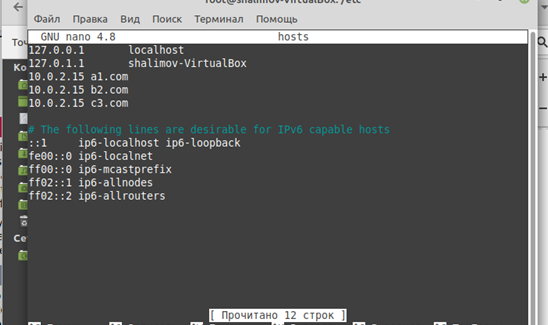 root@shalimov-VirtualBox: /etc
Файл Правка Вид Поиск Терминал Помощь
GNU nano 4.8 hosts
127.0.0.1 localhost
127.0.1.1 shalimov-VirtualBox
10.0.2.15 a1.com
10.0.2.15 b2.com
10.0.2.15 c3.com
# The following lines are desirable for IPv6 capable hosts
::1 ip6-localhost ip6-loopback
fe00::0 ip6-localnet
ff00::0 ip6-mcastprefix
ff02::1 ip6-allnodes
ff02::2 ip6-allrouters
[ Прочитано 12 строк ]